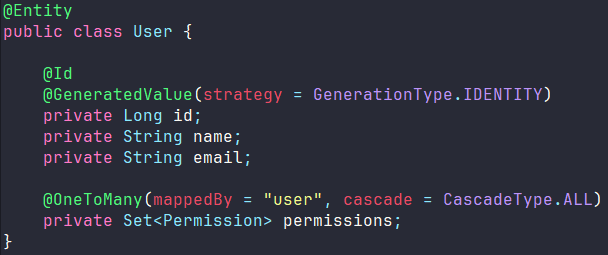 @Entity
public class User {
@Id
@GeneratedValue(strategy = GenerationType.IDENTITY)
private Long id;
private String name;
private String email;
@OneToMany(mappedBy = "user", cascade = CascadeType.ALL)
private Set<Permission> permissions;
}